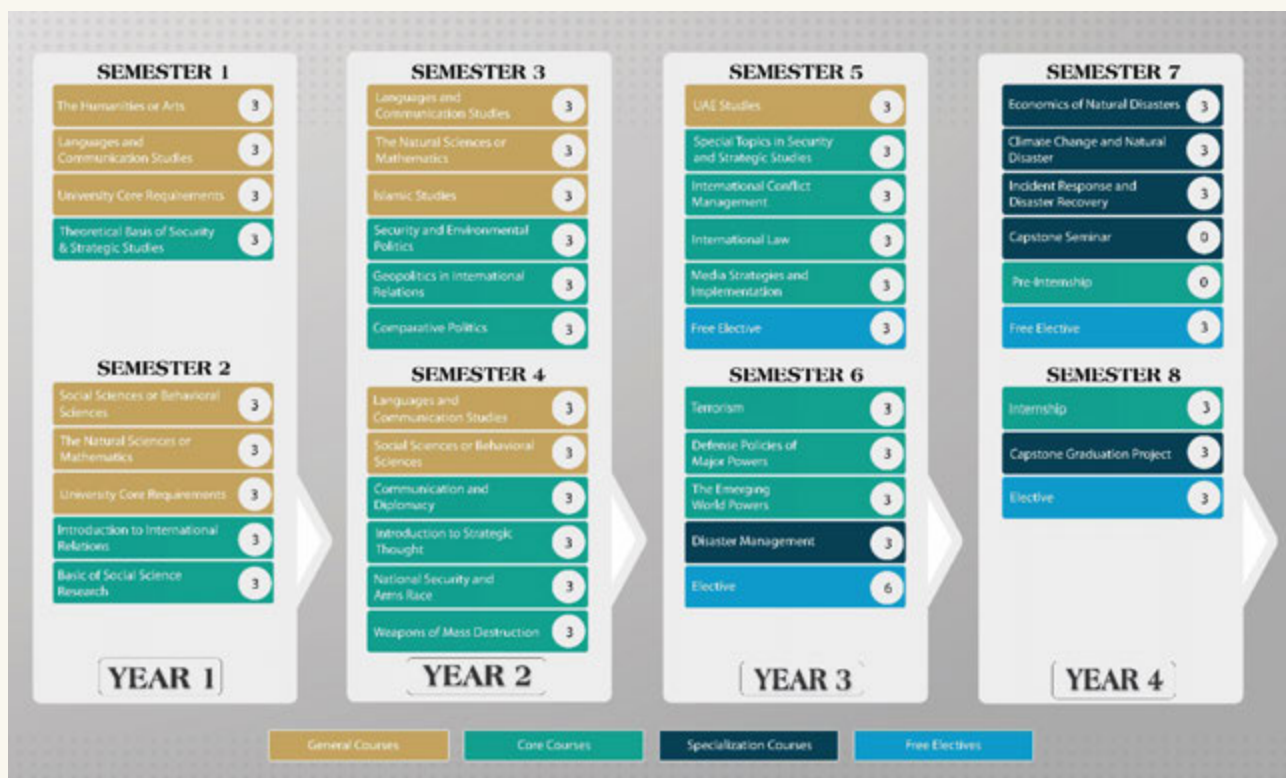 SEMESTER 1
The Humanities or Arts 3
Languages and
Communication Studies 3
University Core Requirements 3
Theoretical Basis of Security
& Strategic Studies 3
SEMESTER 2
Social Sciences or Behavioral
Sciences 3
The Natural Sciences or
Mathematics 3
University Core Requirements 3
Introduction to International
Relations 3
Basic of Social Science
Research 3
YEAR 1
SEMESTER 3
Languages and
Communication Studies 3
The Natural Sciences or
Mathematics 3
Islamic Studies 3
Security and Environmental
Politics 3
Geopolitics in International
Relations 3
Comparative Politics 3
SEMESTER 4
Languages and
Communication Studies 3
Social Sciences or Behavioral
Sciences 3
Communication and
Diplomacy 3
Introduction to Strategic
Thought 3
National Security and
Arms Race 3
Weapons of Mass Destruction 3
YEAR 2
SEMESTER 5
UAE Studies 3
Special Topics in Security
and Strategic Studies 3
International Conflict
Management 3
International Law 3
Media Strategies and
Implementation 3
Free Elective 3
SEMESTER 6
Terrorism 3
Defense Policies of
Major Powers 3
The Emerging
World Powers 3
Disaster Management 3
Elective 6
YEAR 3
SEMESTER 7
Economics of Natural Disasters 3
Climate Change and Natural
Disaster 3
Incident Response and
Disaster Recovery 3
Capstone Seminar 0
Pre-Internship 0
Free Elective 3
SEMESTER 8
Internship 3
Capstone Graduation Project 3
Elective 3
YEAR 4
General Courses
Core Courses
Specialization Courses
Free Electives